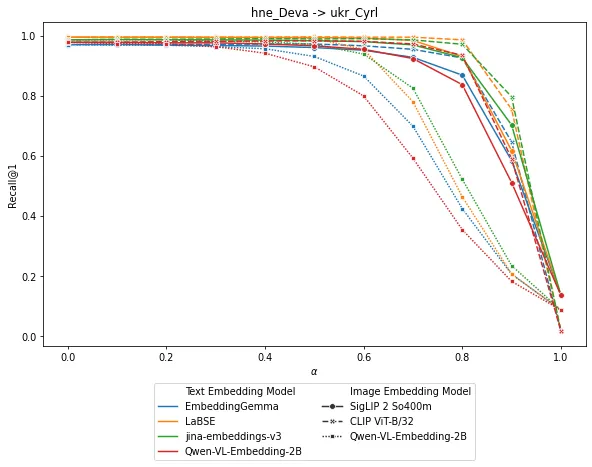 hne_Deva -> ukr_Cyrl
1.0
0.8
0.6
0.4
0.2
0.0
Recall@1
0.0 0.2 0.4 0.6 0.8 1.0
α
Text Embedding Model Image Embedding Model
EmbeddingGemma SigLIP 2 So400m
LaBSE CLIP ViT-B/32
jina-embeddings-v3 Qwen-VL-Embedding-2B
Qwen-VL-Embedding-2B